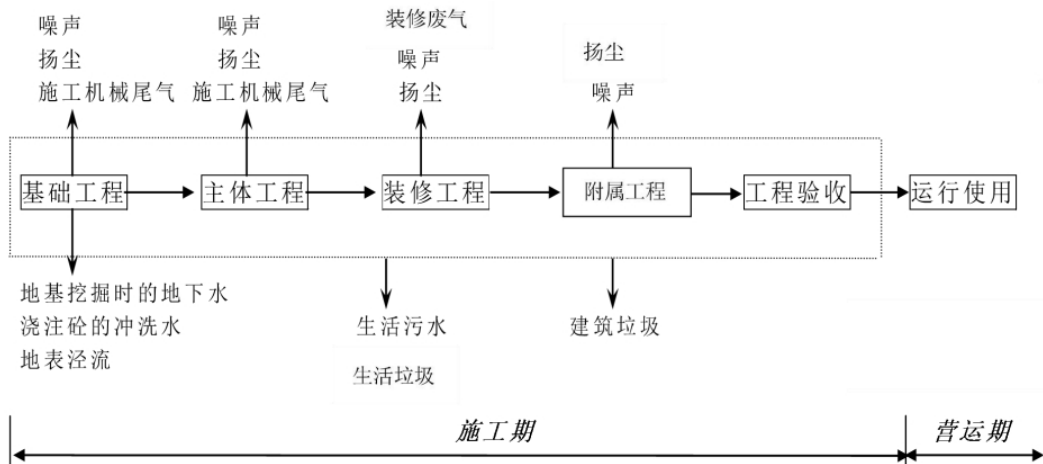 噪声
扬尘
施工机械尾气
噪声
扬尘
施工机械尾气
装修废气
噪声
扬尘
扬尘
噪声
基础工程
主体工程
装修工程
附属工程
工程验收
运行使用
地基挖掘时的地下水
浇注砼的冲洗水
地表泾流
生活污水
生活垃圾
建筑垃圾
施工期
营运期